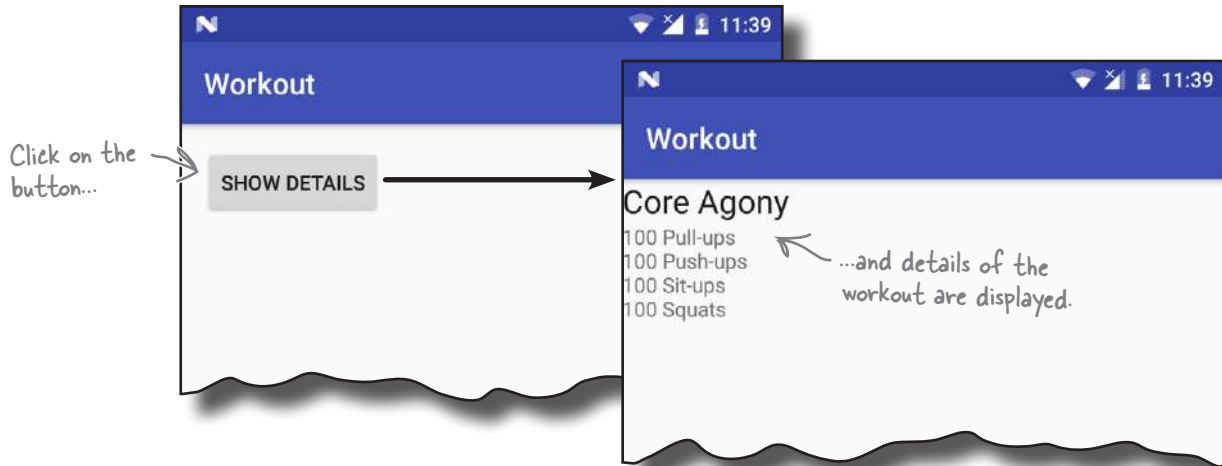 11:39
Workout
Click on the
button...
SHOW DETAILS
11:39
Workout
Core Agony
100 Pull-ups
100 Push-ups
100 Sit-ups
100 Squats
...and details of the
workout are displayed.